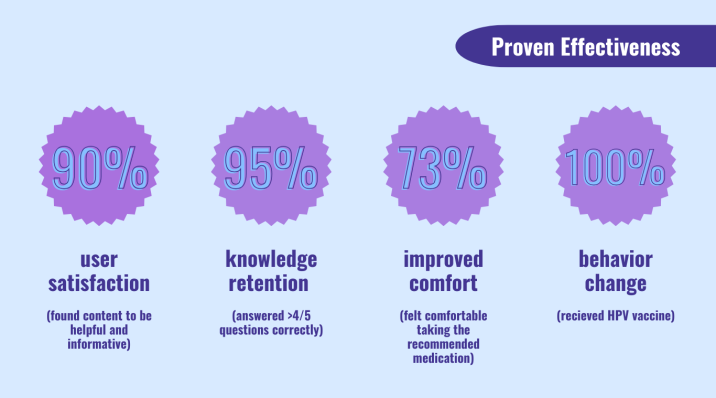 Proven Effectiveness
90%
95%
73%
100%
user
satisfaction
(found content to be
helpful and
informative)
knowledge
retention
(answered >4/5
questions correctly)
improved
comfort
(felt comfortable
taking the
recommended
medication)
behavior
change
(recieved HPV vaccine)